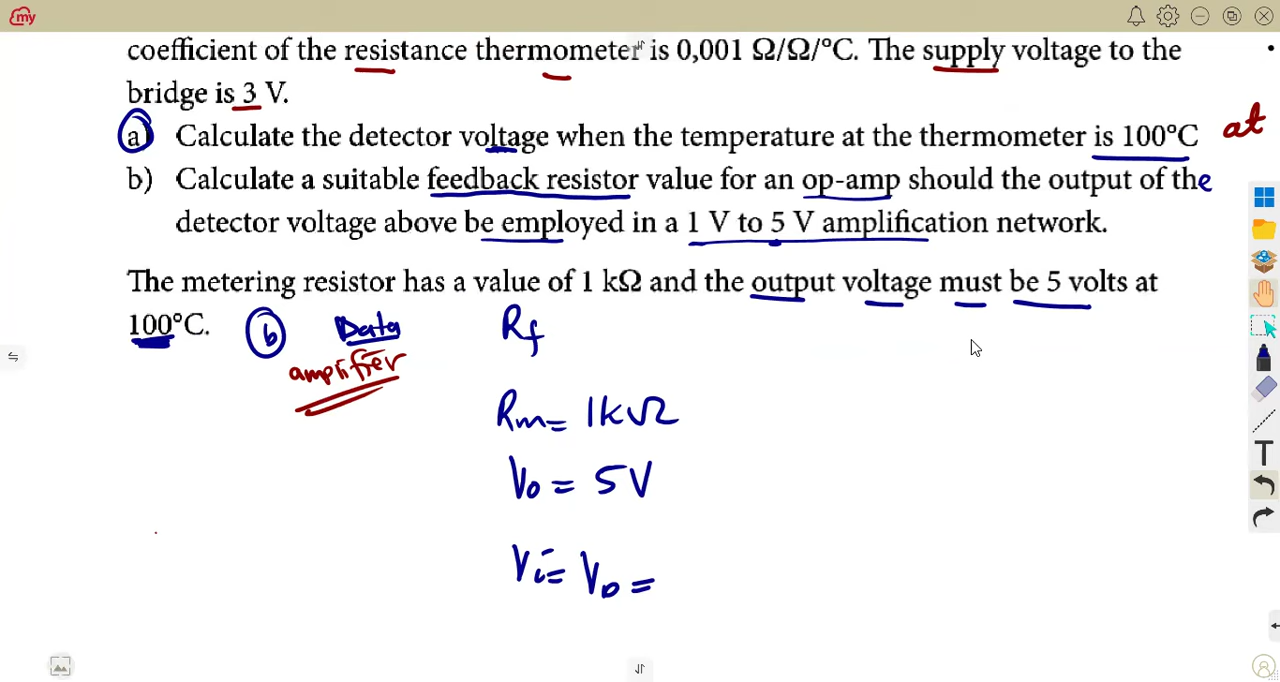 my
coefficient of the resistance thermometer is 0,001 Ω/Ω/°C. The supply voltage to the
bridge is 3 V.
a) Calculate the detector voltage when the temperature at the thermometer is 100°C at
b) Calculate a suitable feedback resistor value for an op-amp should the output of the
detector voltage above be employed in a 1 V to 5 V amplification network.
The metering resistor has a value of 1 kΩ and the output voltage must be 5 volts at
100°C.
b Data Rf
amplifier
Rm = 1kΩ
Vo = 5V
Vi = VD =
T